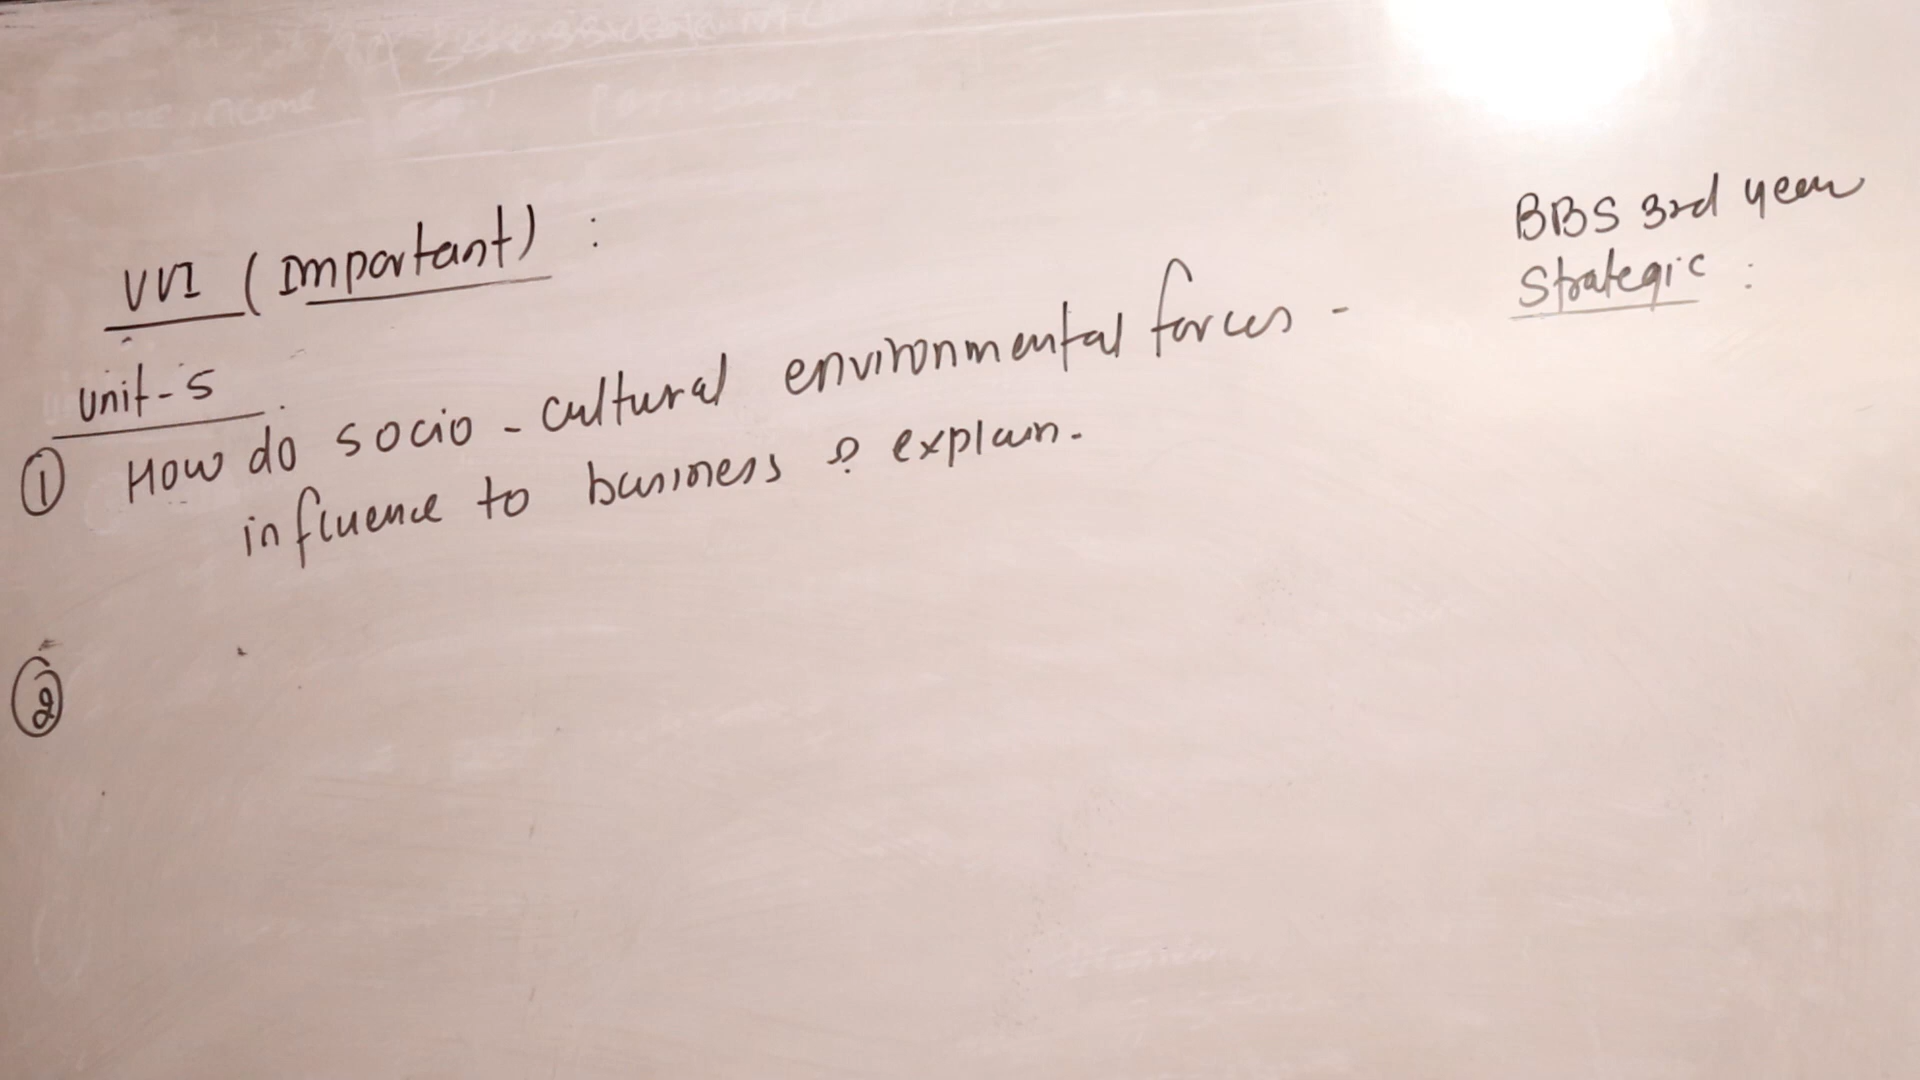 VVI (Important) :
BBS 3rd year
Strategic :
unit-5
① How do socio-cultural environmental forces -
influence to business ? explain.
②